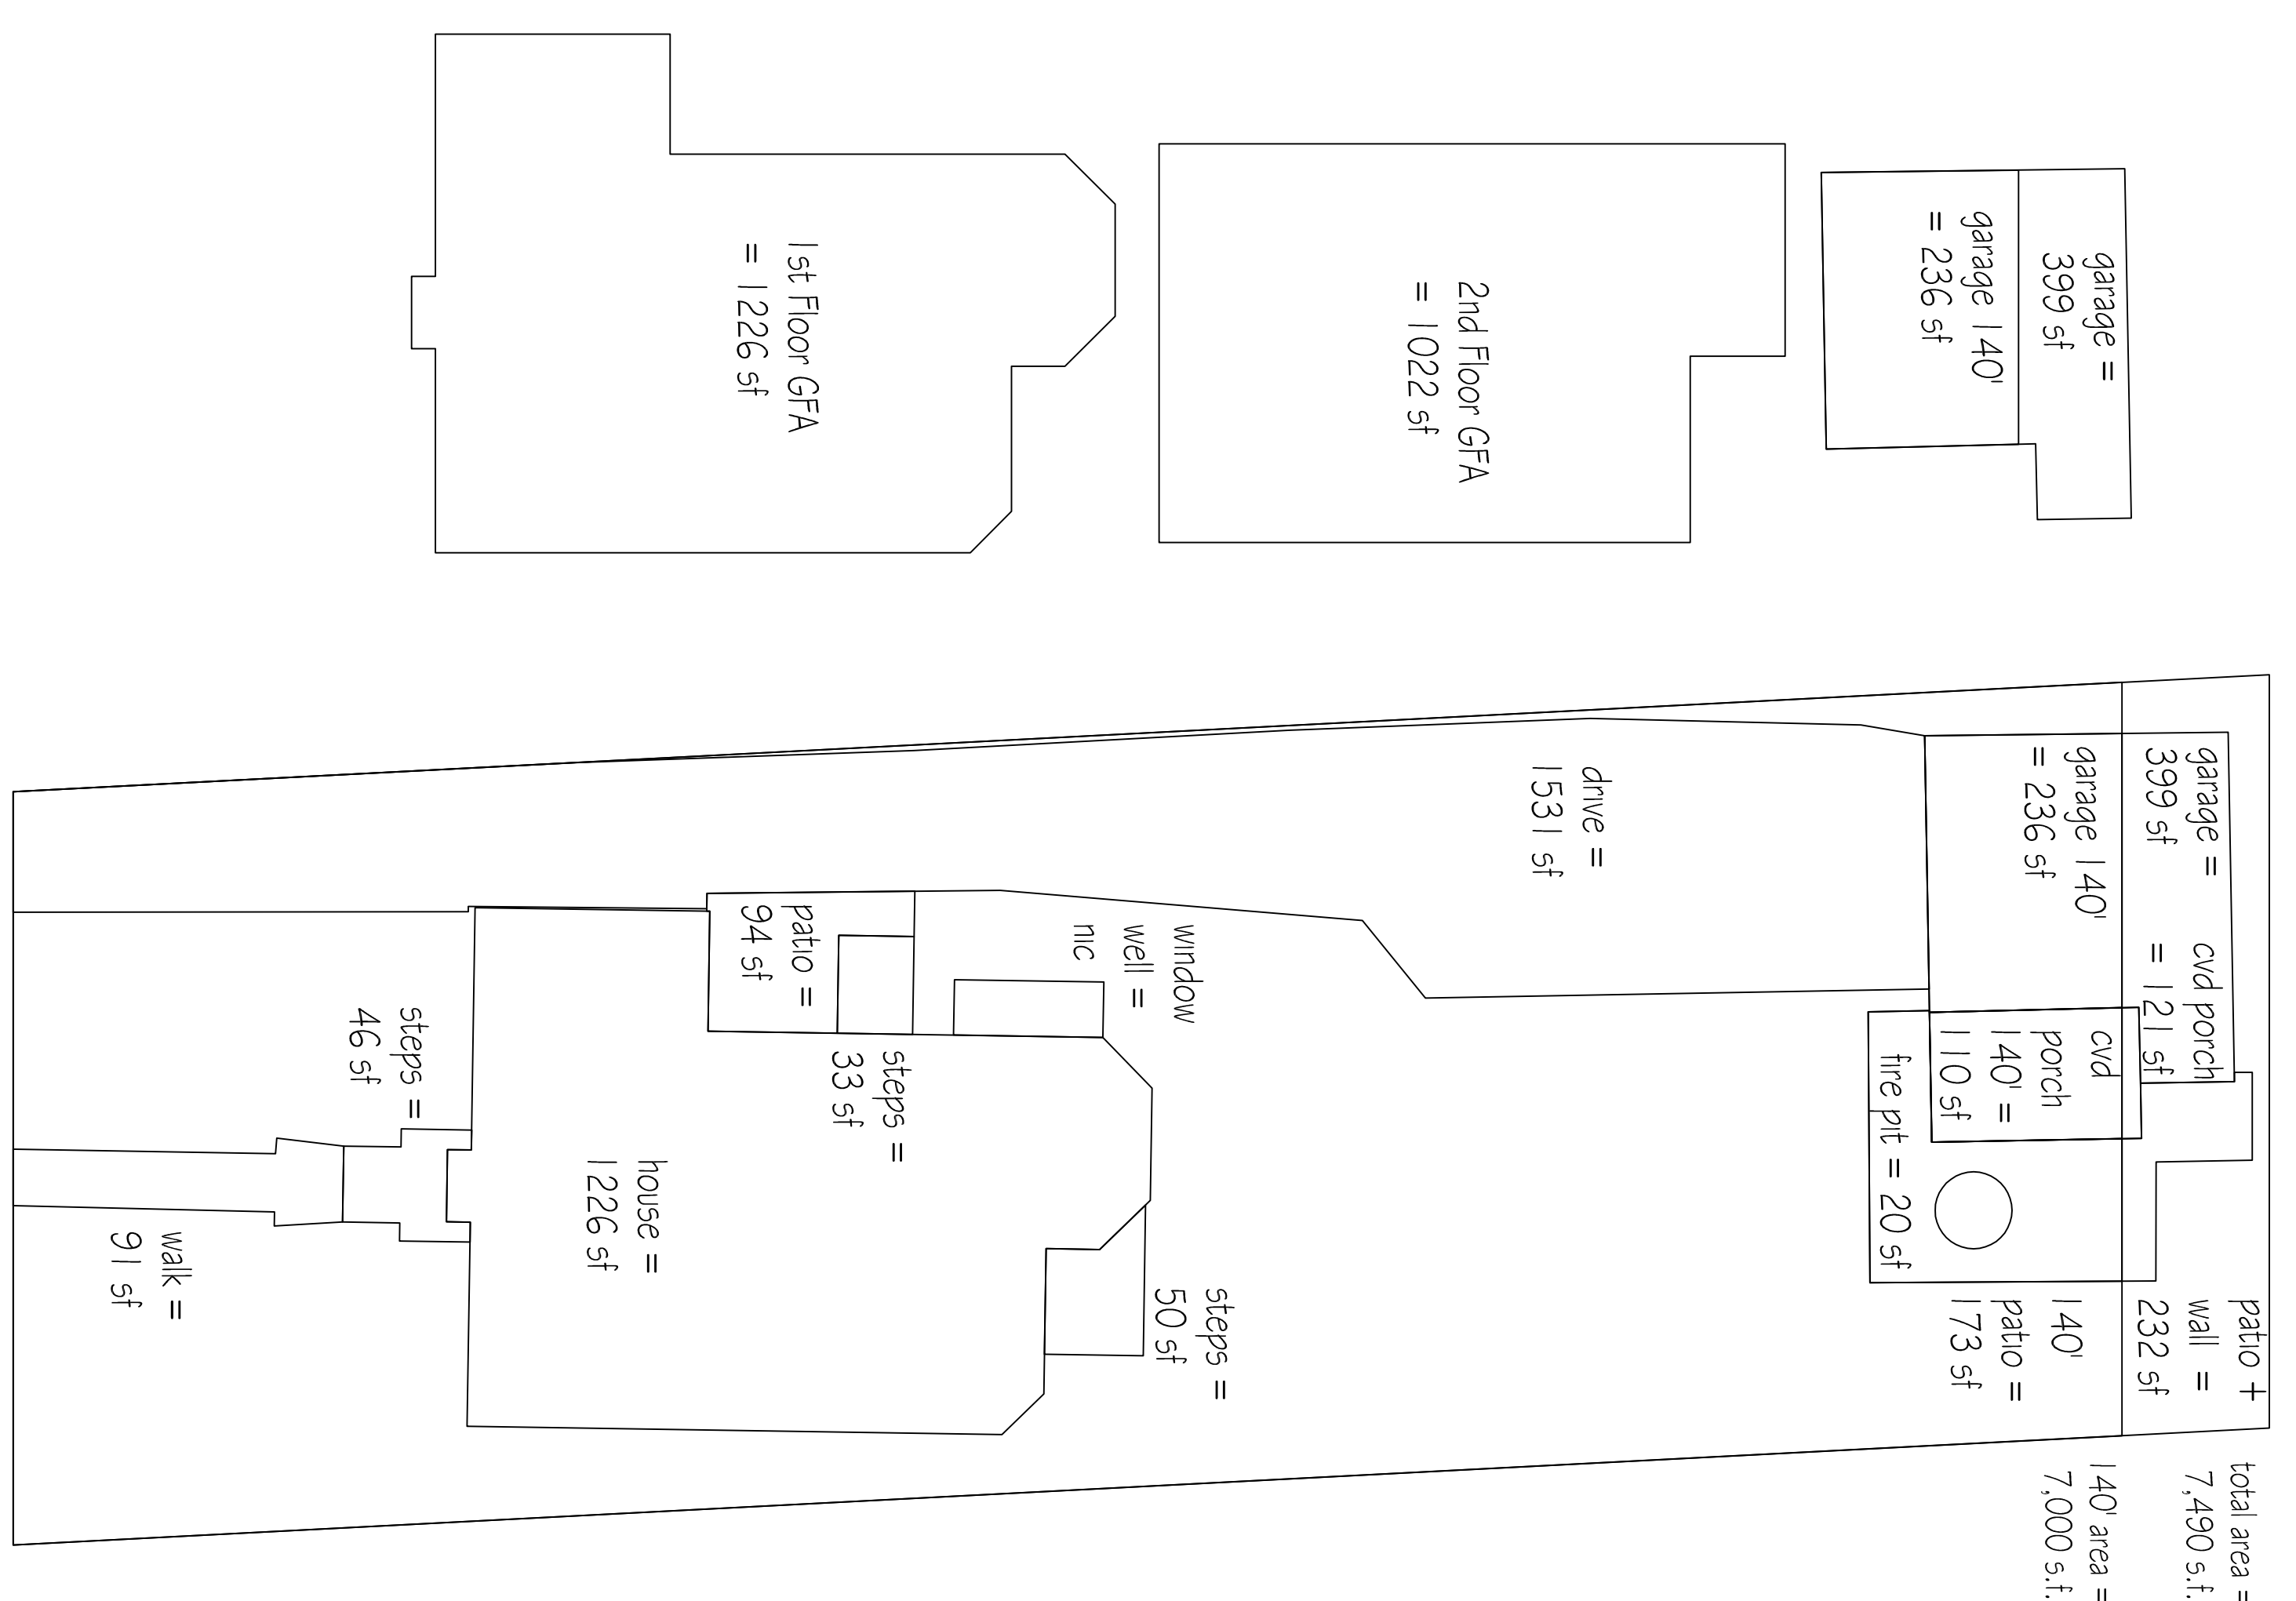 1st Floor GFA
= 1226 sf
2nd Floor GFA
= 1022 sf
garage 140'
= 236 sf
garage =
399 sf
drive =
1531 sf
garage 140'
= 236 sf
garage =
399 sf
cvd porch
= 121 sf
cvd
porch
140' =
110 sf
fire pit = 20 sf
patio =
94 sf
window
well =
nic
steps =
33 sf
steps =
46 sf
house =
1226 sf
walk =
91 sf
steps =
50 sf
140'
patio =
173 sf
patio +
wall =
232 sf
140' area =
7,000 s.f.
total area =
7,490 s.f.